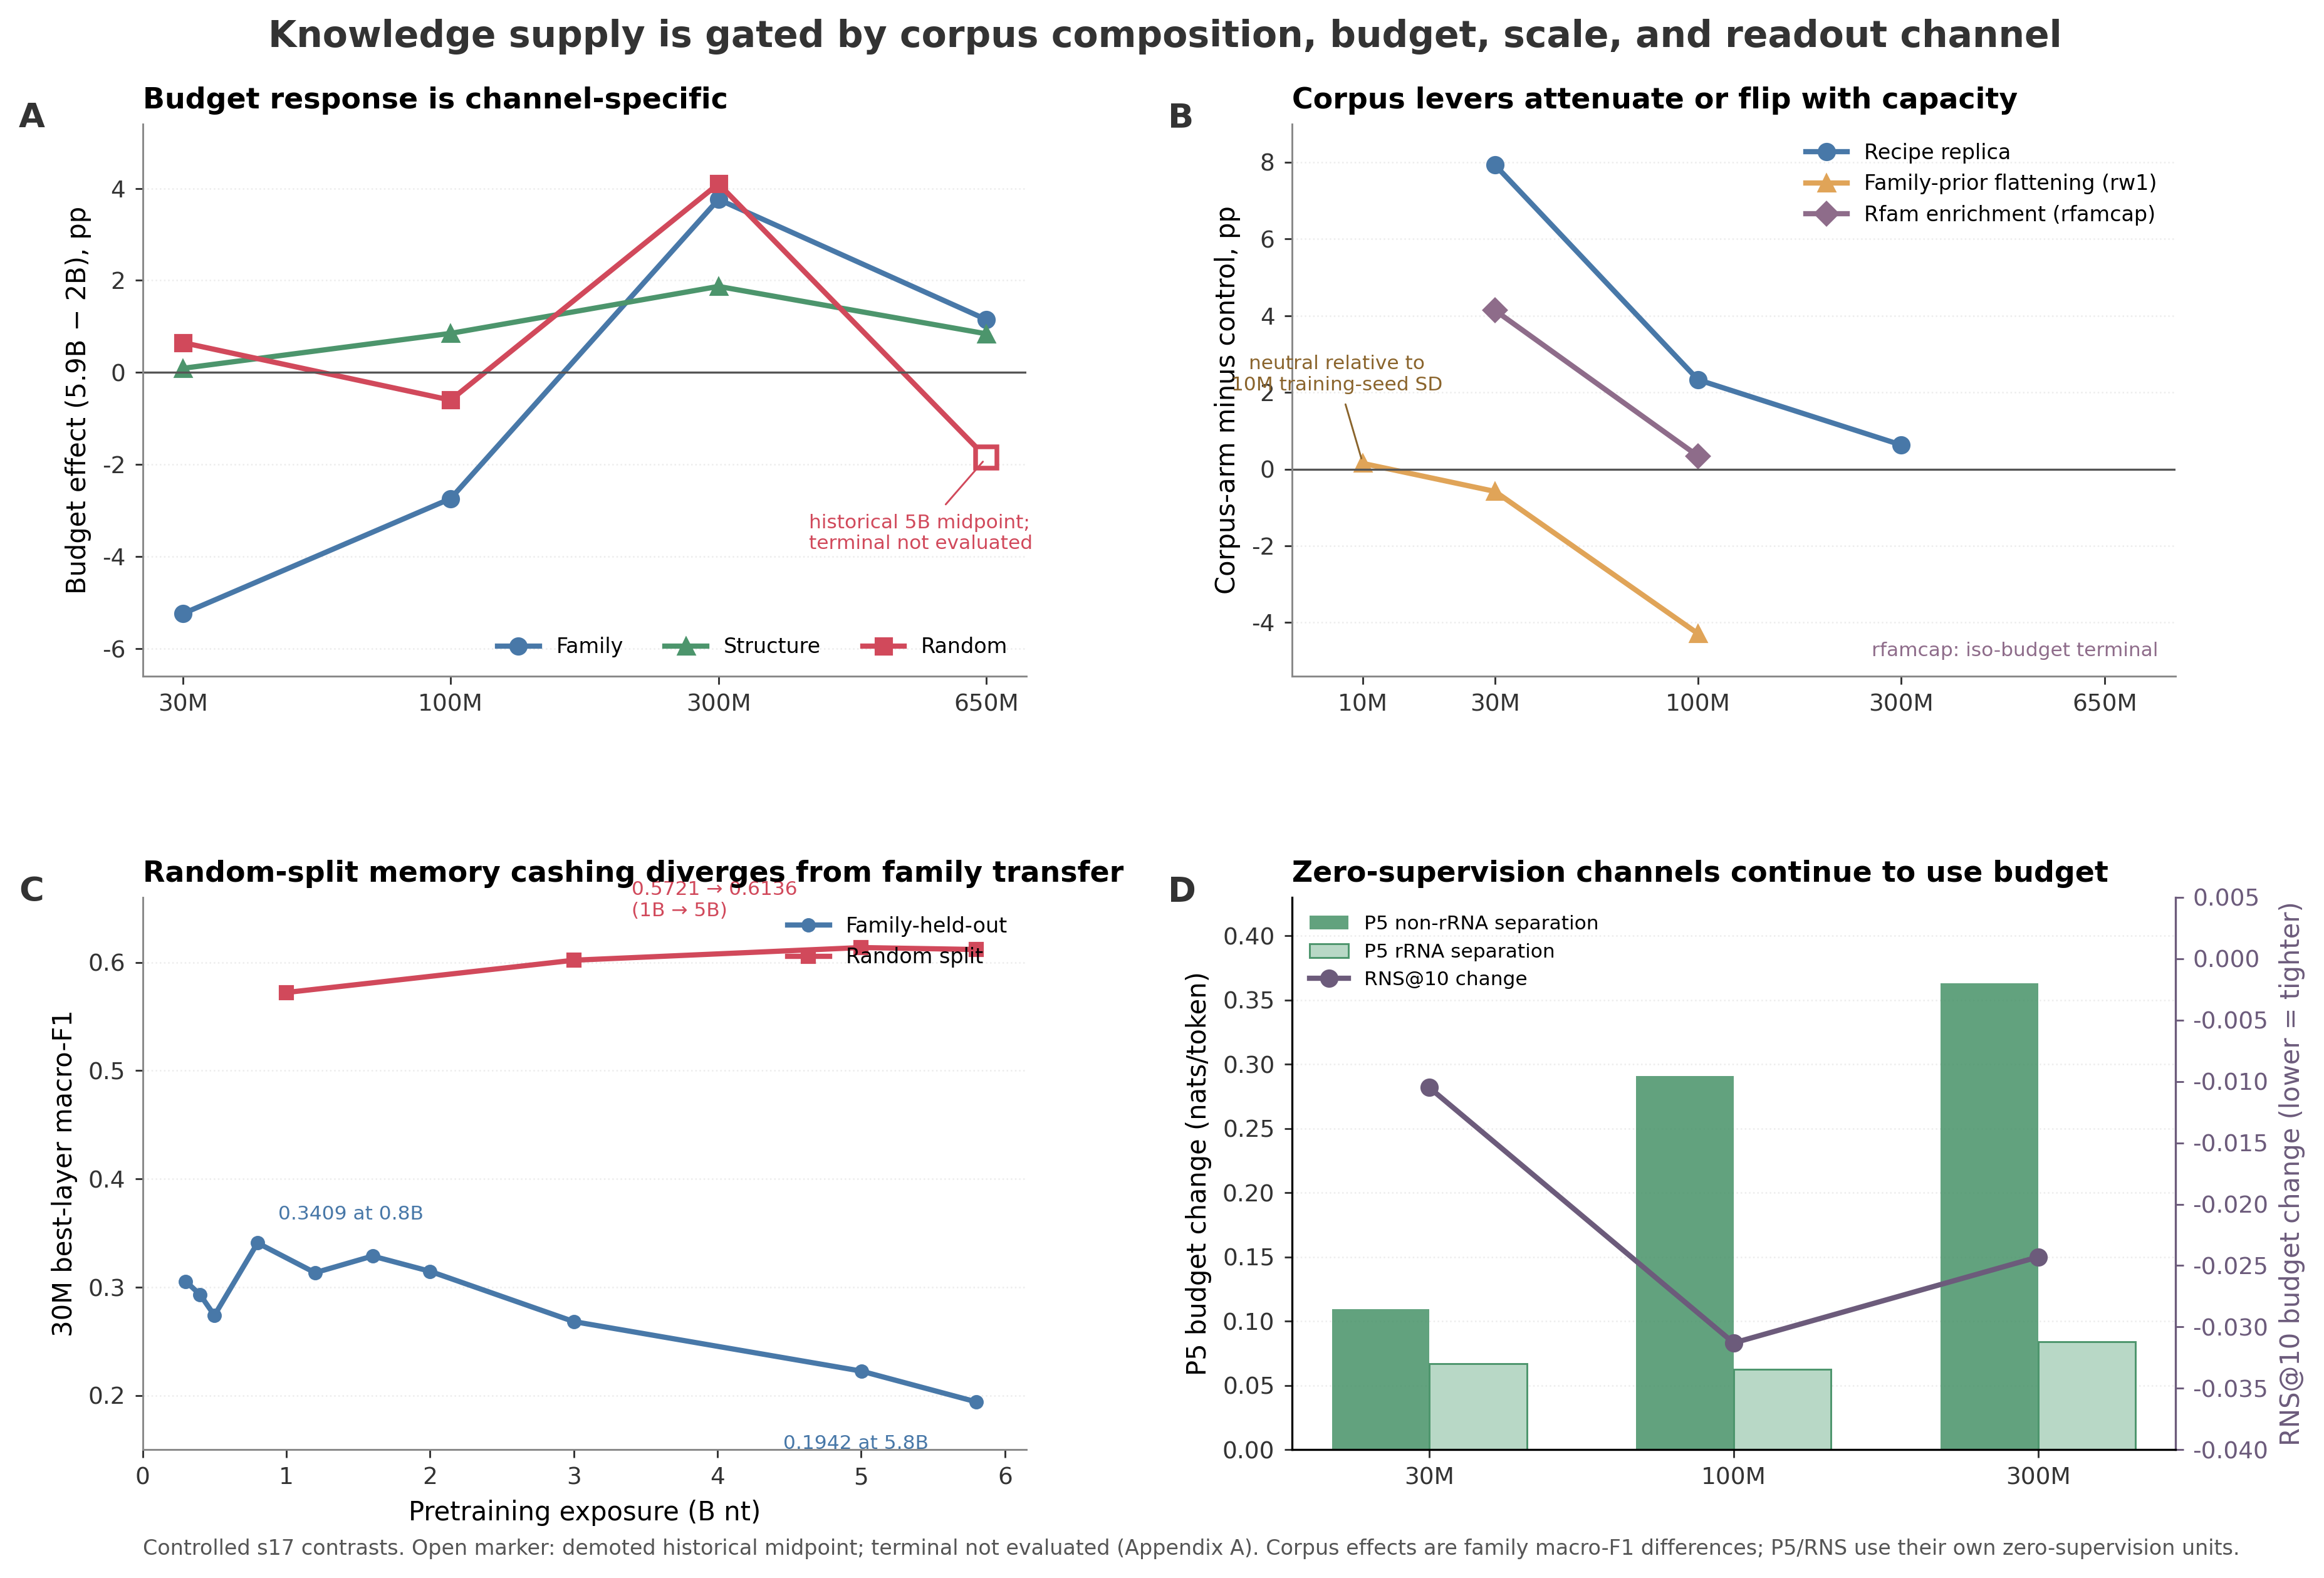 Knowledge supply is gated by corpus composition, budget, scale, and readout channel
A
Budget response is channel-specific
Budget effect (5.9B − 2B), pp
4
2
0
-2
-4
-6
historical 5B midpoint;
terminal not evaluated
Family
Structure
Random
30M
100M
300M
650M
B
Corpus levers attenuate or flip with capacity
Corpus-arm minus control, pp
8
6
4
2
0
-2
-4
Recipe replica
Family-prior flattening (rw1)
Rfam enrichment (rfamcap)
neutral relative to
10M training-seed SD
rfamcap: iso-budget terminal
10M
30M
100M
300M
650M
C
Random-split memory cashing diverges from family transfer
0.5721 → 0.6136
(1B → 5B)
Family-held-out
Random split
30M best-layer macro-F1
0.6
0.5
0.4
0.3
0.2
0.3409 at 0.8B
0.1942 at 5.8B
0
1
2
3
4
5
6
Pretraining exposure (B nt)
D
Zero-supervision channels continue to use budget
P5 non-rRNA separation
P5 rRNA separation
RNS@10 change
P5 budget change (nats/token)
0.40
0.35
0.30
0.25
0.20
0.15
0.10
0.05
0.00
0.005
0.000
-0.005
-0.010
-0.015
-0.020
-0.025
-0.030
-0.035
-0.040
RNS@10 budget change (lower = tighter)
30M
100M
300M
Controlled s17 contrasts. Open marker: demoted historical midpoint; terminal not evaluated (Appendix A). Corpus effects are family macro-F1 differences; P5/RNS use their own zero-supervision units.